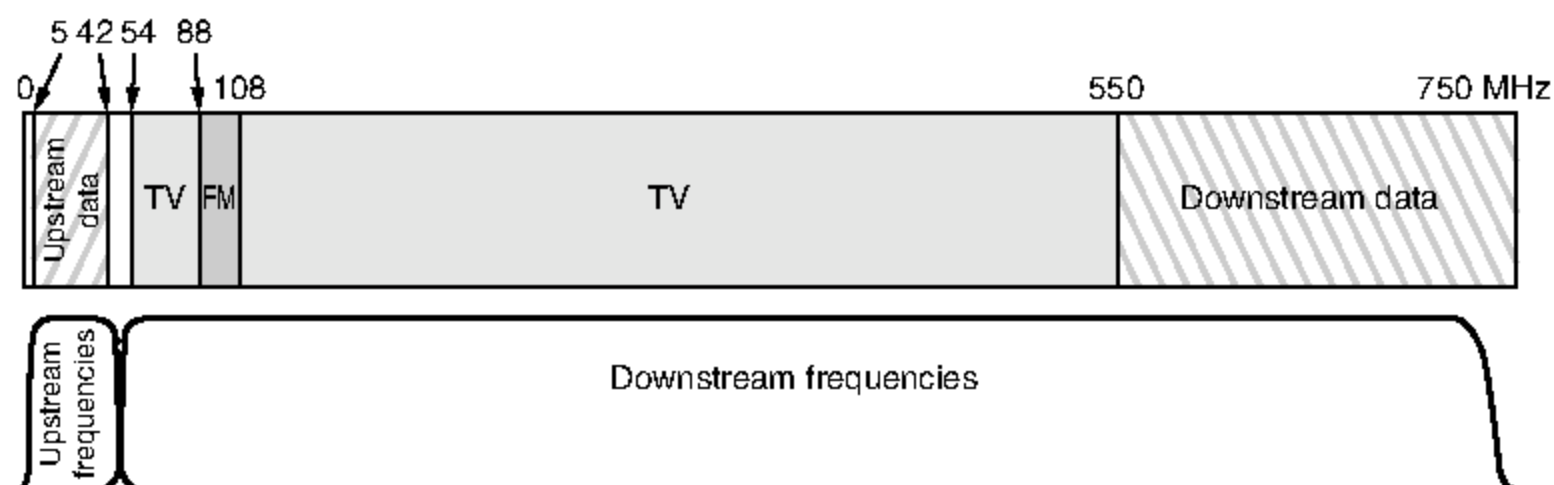 5 42 54 88
0 108 550 750 MHz
Upstream
data
TV FM TV Downstream data
Upstream
frequencies
Downstream frequencies